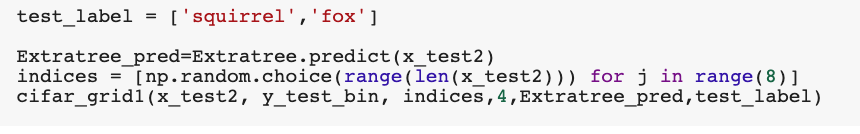 test_label = ['squirrel','fox']
Extratree_pred=Extratree.predict(x_test2)
indices = [np.random.choice(range(len(x_test2))) for j in range(8)]
cifar_grid1(x_test2, y_test_bin, indices,4,Extratree_pred,test_label)